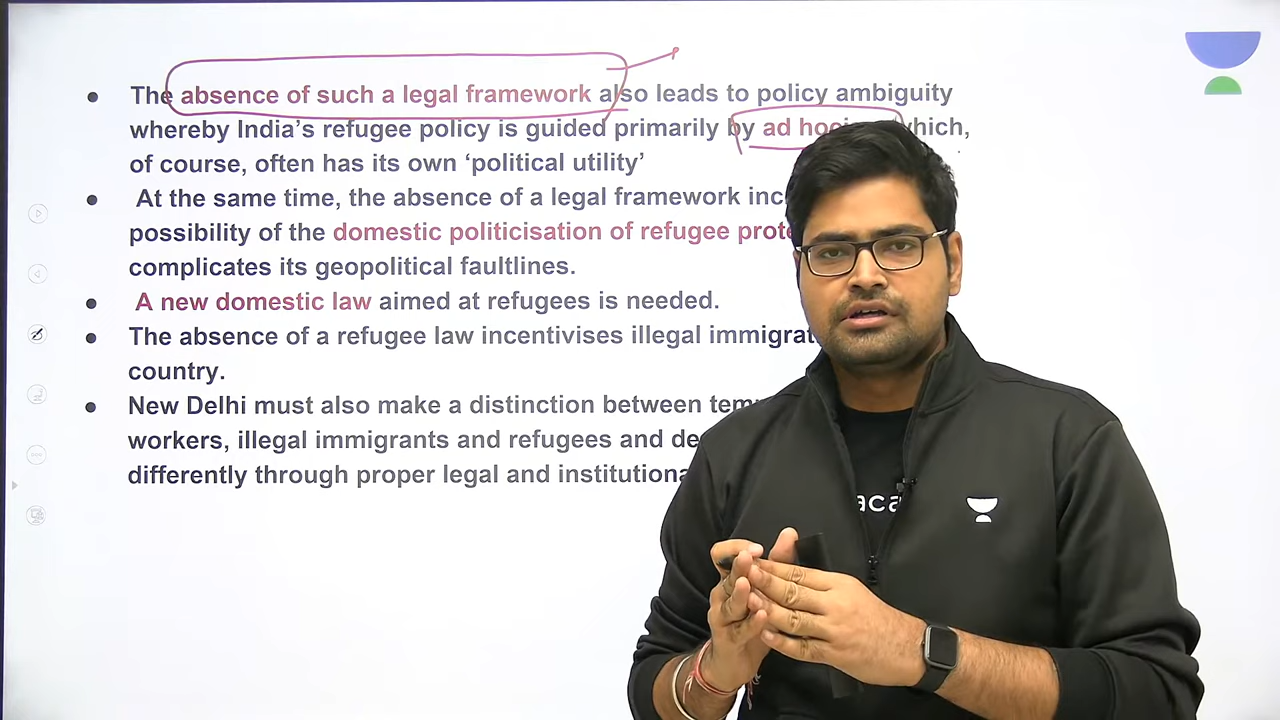 The absence of such a legal framework also leads to policy ambiguity
whereby India's refugee policy is guided primarily by ad hoc which,
of course, often has its own ‘political utility’
At the same time, the absence of a legal framework inc
possibility of the domestic politicisation of refugee prote
complicates its geopolitical faultlines.
A new domestic law aimed at refugees is needed.
The absence of a refugee law incentivises illegal immigrat
country.
New Delhi must also make a distinction between temp
workers, illegal immigrants and refugees and de
differently through proper legal and institutiona
aca